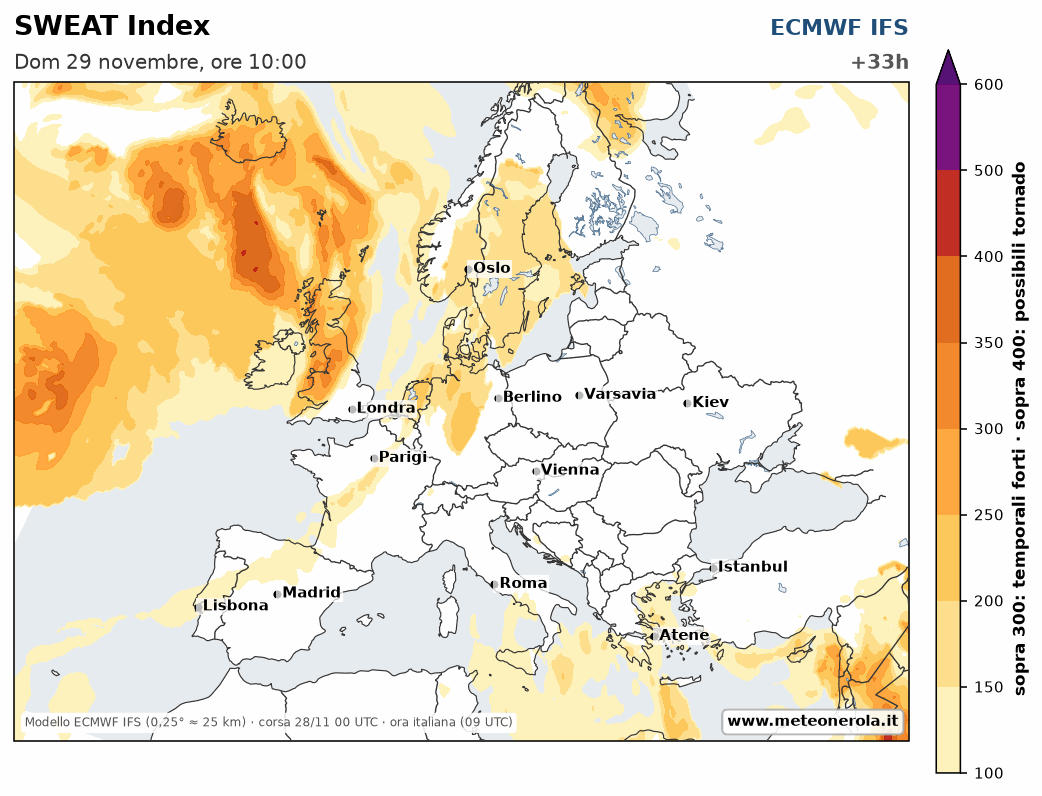 SWEAT Index
ECMWF IFS
Dom 29 novembre, ore 10:00
+33h
Oslo
Londra
Berlino
Varsavia
Kiev
Parigi
Vienna
Istanbul
Roma
Madrid
Lisbona
Atene
Modello ECMWF IFS (0,25° ≈ 25 km) · corsa 28/11 00 UTC · ora italiana (09 UTC)
www.meteonerola.it
600
500
400
350
300
250
200
150
100
sopra 300: temporali forti · sopra 400: possibili tornado